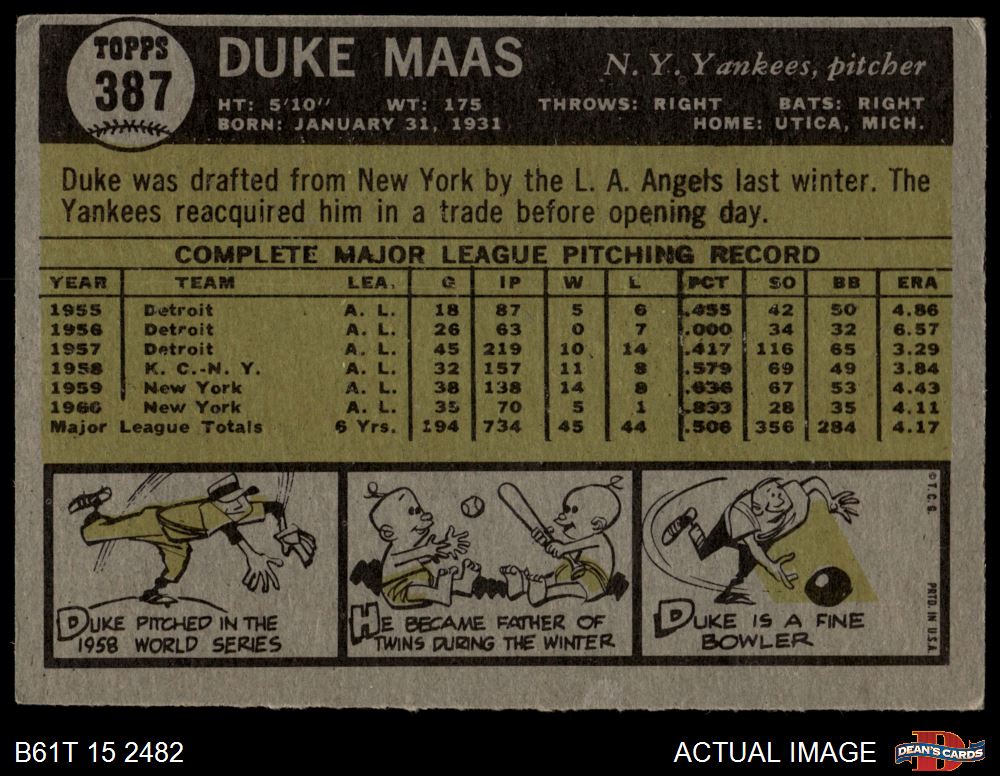 TOPPS
387
DUKE MAAS
N. Y. Yankees, pitcher
HT: 5'10" WT: 175 THROWS: RIGHT BATS: RIGHT
BORN: JANUARY 31, 1931 HOME: UTICA, MICH.
Duke was drafted from New York by the L. A. Angels last winter. The
Yankees reacquired him in a trade before opening day.
COMPLETE MAJOR LEAGUE PITCHING RECORD
YEAR TEAM LEA. G IP W L PCT SO BB ERA
1955 Detroit A. L. 18 87 5 6 .455 42 50 4.86
1956 Detroit A. L. 26 63 0 7 .000 34 32 6.57
1957 Detroit A. L. 45 219 10 14 .417 116 65 3.29
1958 K. C.-N. Y. A. L. 32 157 11 8 .579 69 49 3.84
1959 New York A. L. 38 138 14 8 .636 67 53 4.43
1960 New York A. L. 35 70 5 1 .833 28 35 4.11
Major League Totals 6 Yrs. 194 734 45 44 .506 356 284 4.17
DUKE PITCHED IN THE
1958 WORLD SERIES
HE BECAME FATHER OF
TWINS DURING THE WINTER
DUKE IS A FINE
BOWLER
© T. C. G.
PRTD. IN U.S.A.
B61T 15 2482
ACTUAL IMAGE
DEAN'S CARDS